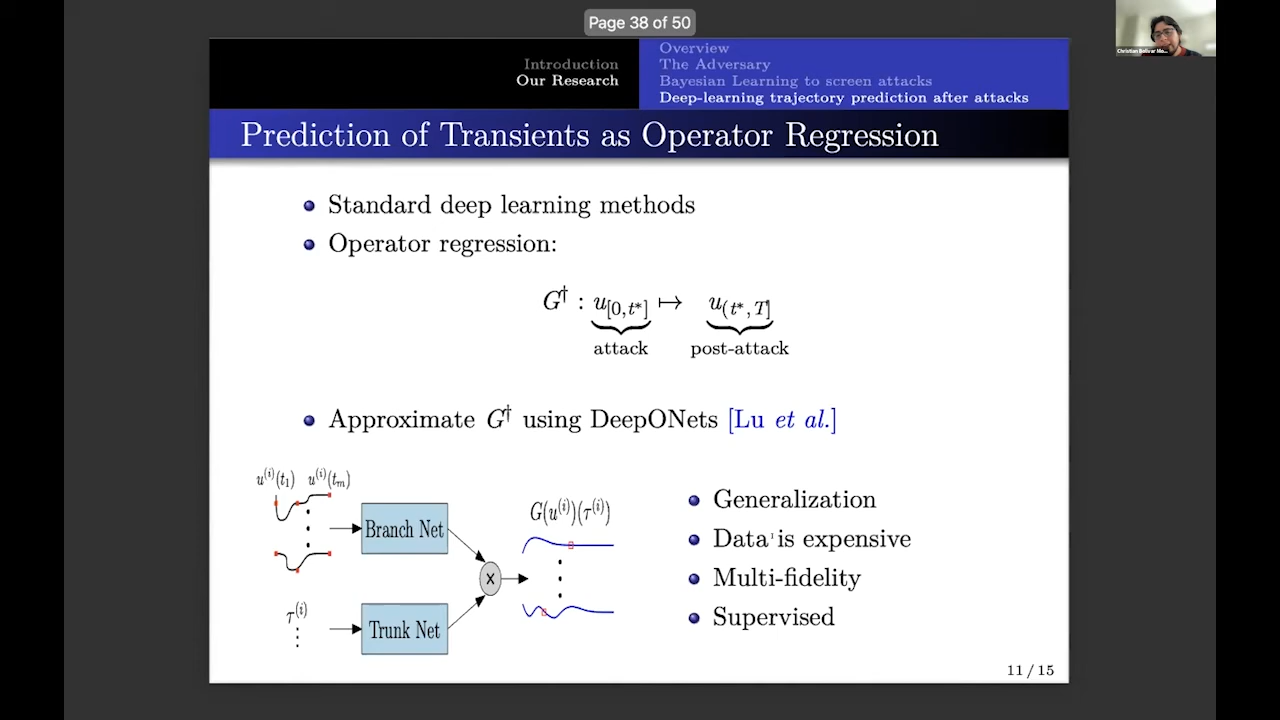 Page 38 of 50
Christian Bolivar Mo...
Introduction
Our Research
Overview
The Adversary
Bayesian Learning to screen attacks
Deep-learning trajectory prediction after attacks
Prediction of Transients as Operator Regression
Standard deep learning methods
Operator regression:
G† : u[0,t*] ↦ u(t*,T]
attack post-attack
Approximate G† using DeepONets [Lu et al.]
u(i)(t1) u(i)(tm)
Branch Net
G(u(i))(τ(i))
x
τ(i)
Trunk Net
Generalization
Data is expensive
Multi-fidelity
Supervised
11 / 15